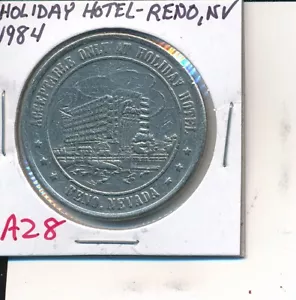 HOLIDAY HOTEL-RENO, NV
1984
ACCEPTABLE ONLY AT HOLIDAY HOTEL
RENO, NEVADA
A28